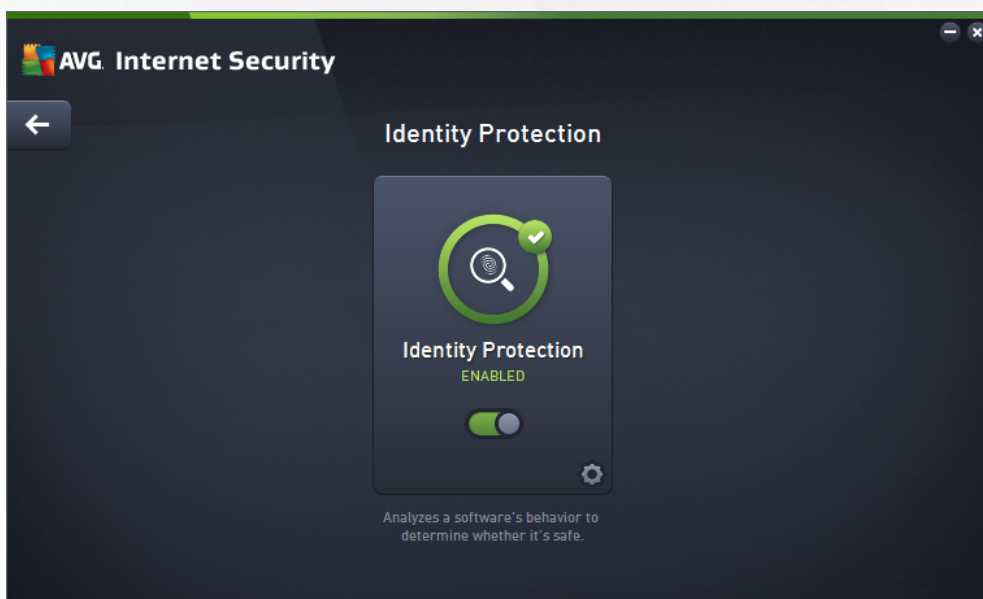 AVG. Internet Security
Identity Protection
Identity Protection
ENABLED
Analyzes a software's behavior to
determine whether it's safe.